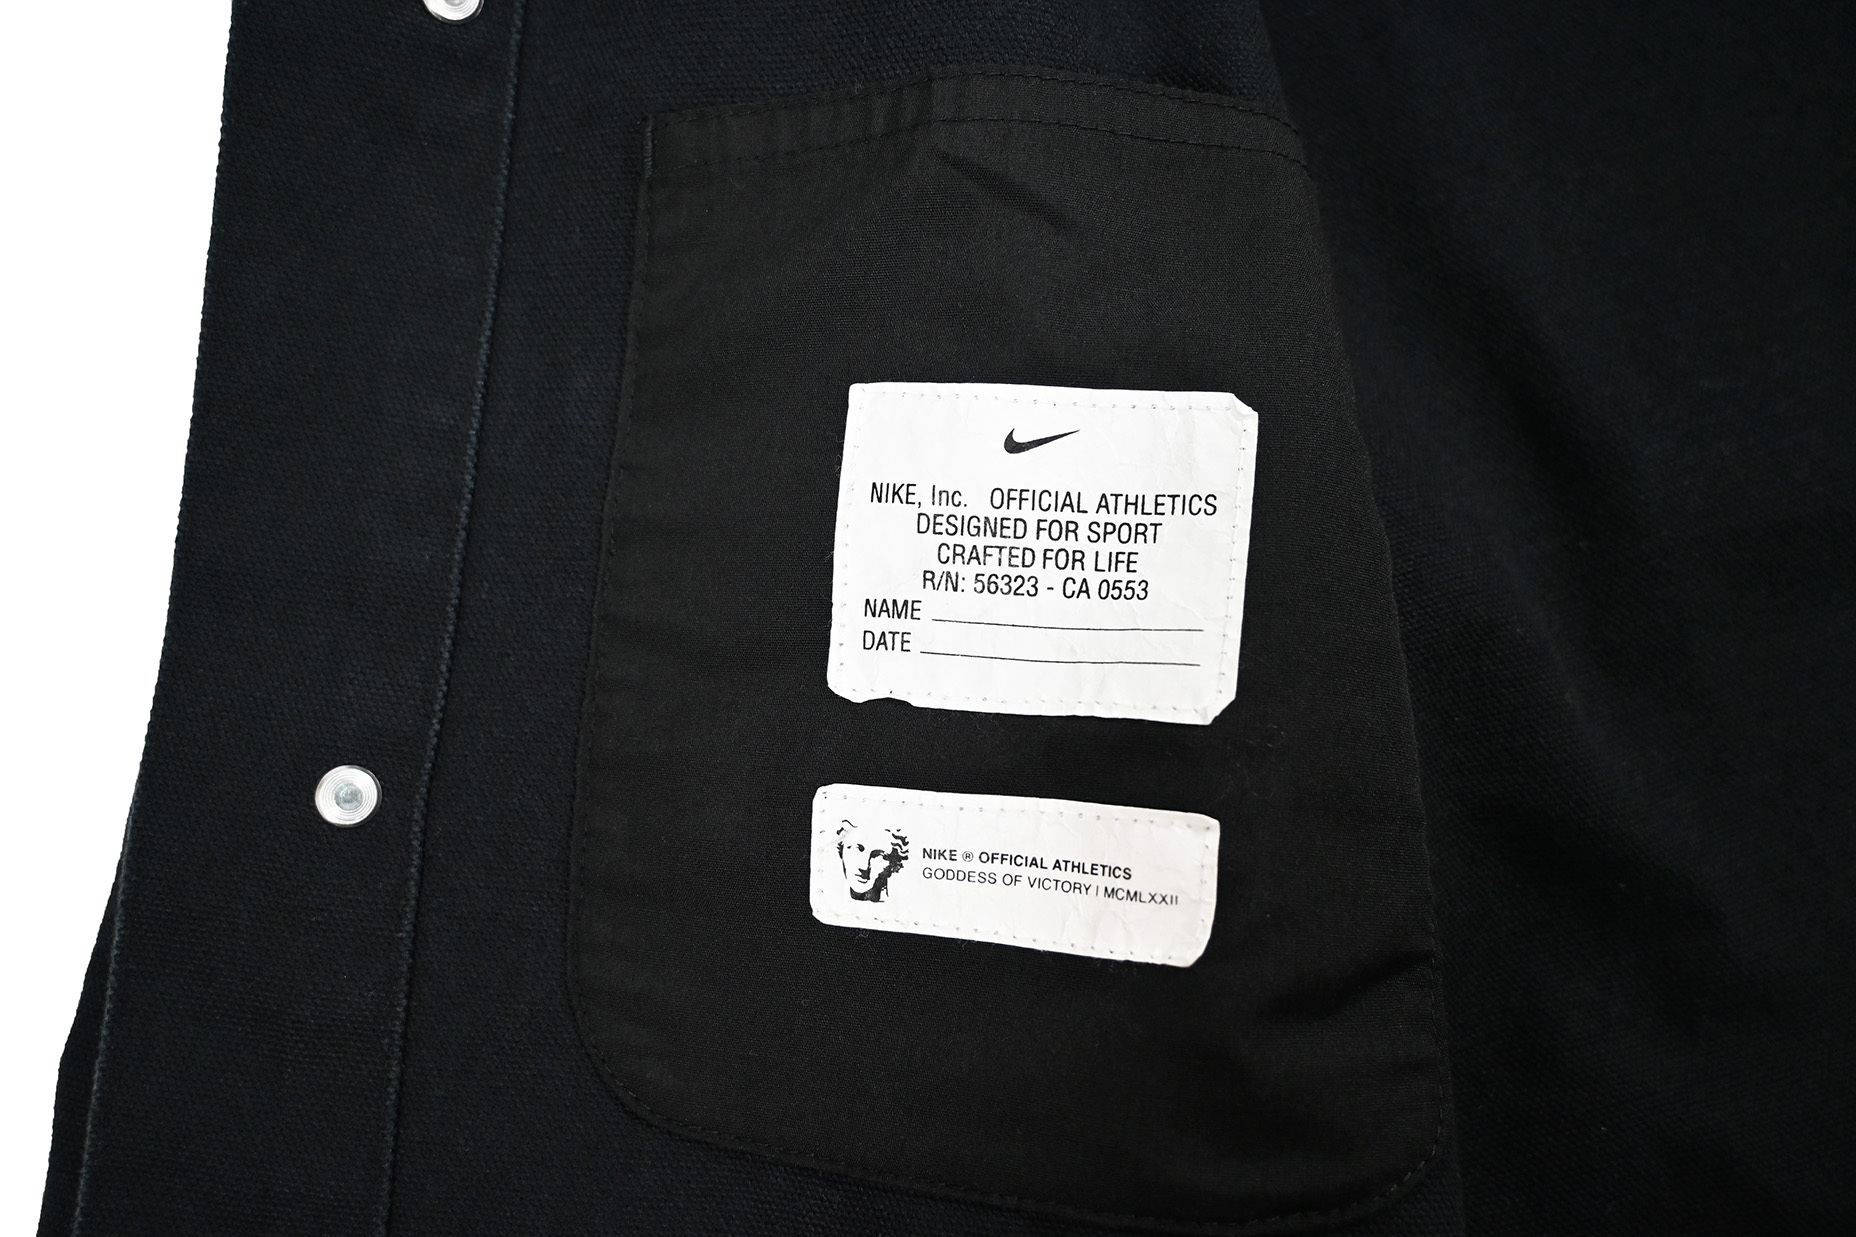 NIKE, Inc. OFFICIAL ATHLETICS
DESIGNED FOR SPORT
CRAFTED FOR LIFE
R/N: 56323 - CA 0553
NAME
DATE
NIKE ® OFFICIAL ATHLETICS
GODDESS OF VICTORY | MCMLXXII